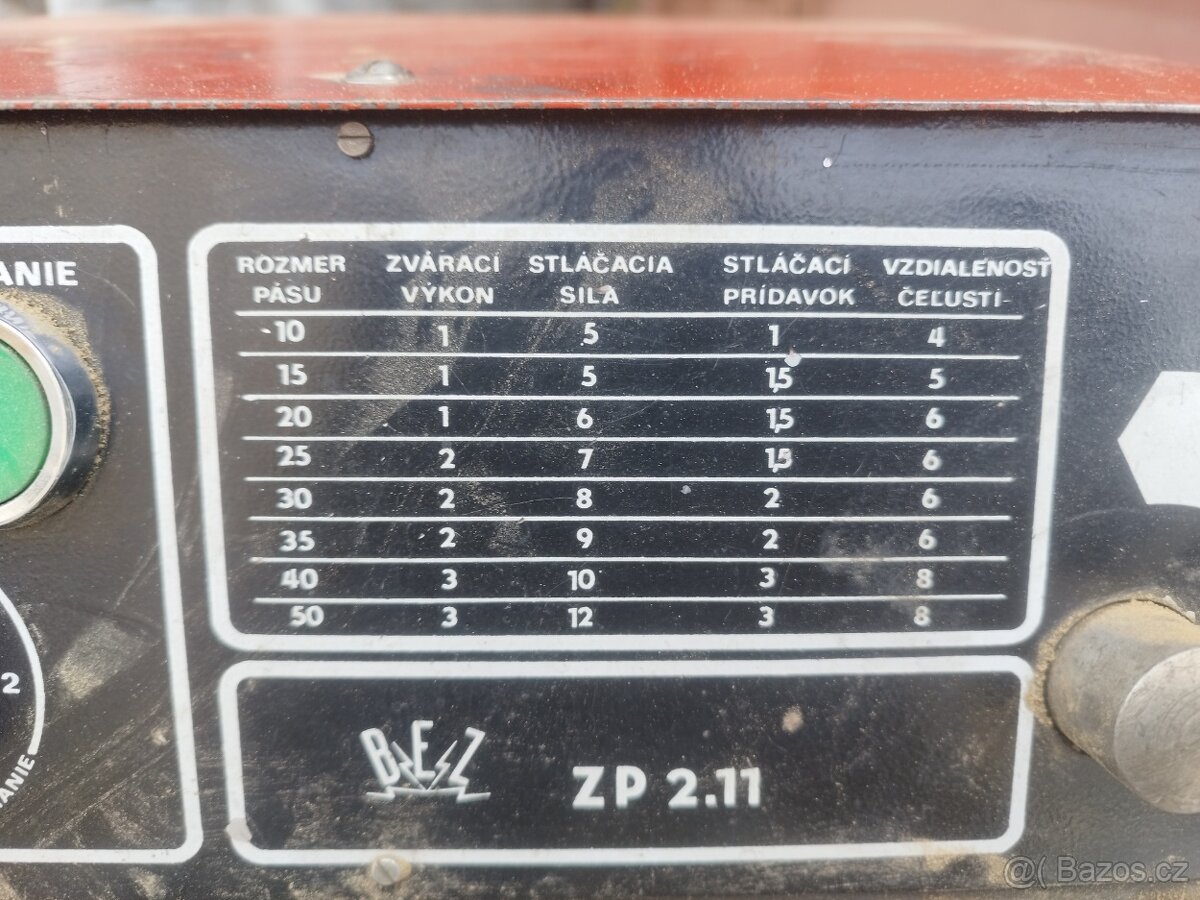 ANIE
ROZMER PÁSU ZVÁRACÍ VÝKON STLÁČACIA SILA STLÁČACÍ PRÍDAVOK VZDIALENOSŤ ČEĽUSTÍ
10 1 5 1 4
15 1 5 1,5 5
20 1 6 1,5 6
25 2 7 1,5 6
30 2 8 2 6
35 2 9 2 6
40 3 10 3 8
50 3 12 3 8
2
ANIE
BEZ ZP 2.11
Bazos.cz